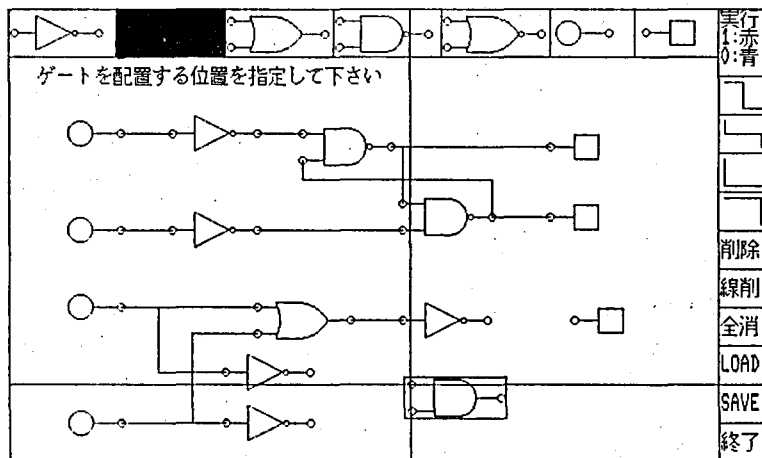 実行
1:赤
0:青
ゲートを配置する位置を指定して下さい
削除
線削
全消
LOAD
SAVE
終了